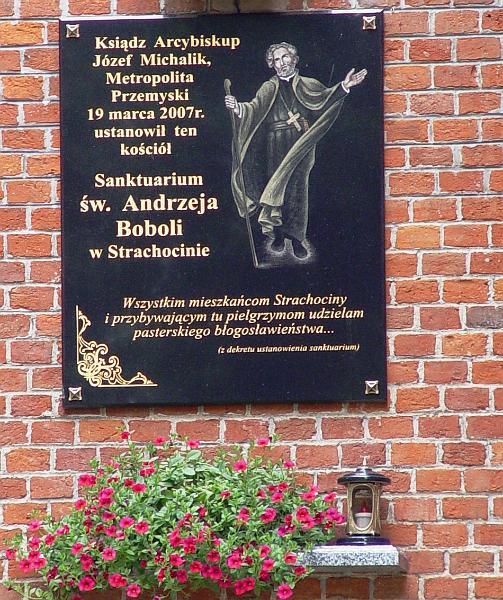 Ksiądz Arcybiskup
Józef Michalik,
Metropolita
Przemyski
19 marca 2007r.
ustanowił ten
kościół
Sanktuarium
św. Andrzeja
Boboli
w Strachocinie
Wszystkim mieszkańcom Strachociny
i przybywającym tu pielgrzymom udzielam
pasterskiego błogosławieństwa...
(z dekretu ustanowienia sanktuarium)